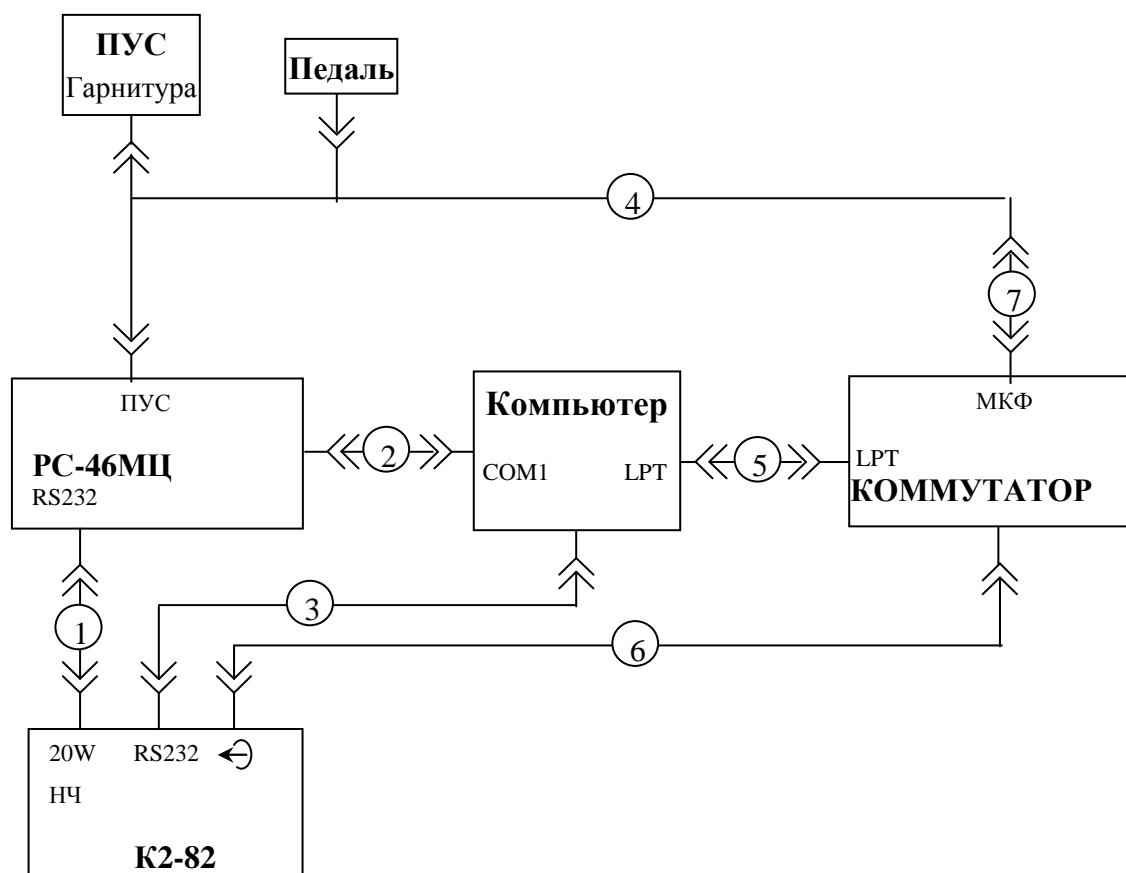 ПУС
Гарнитура
Педаль
4
7
ПУС
РС-46МЦ
RS232
2
Компьютер
COM1
LPT
5
МКФ
LPT
КОММУТАТОР
1
3
6
20W
RS232
НЧ
К2-82